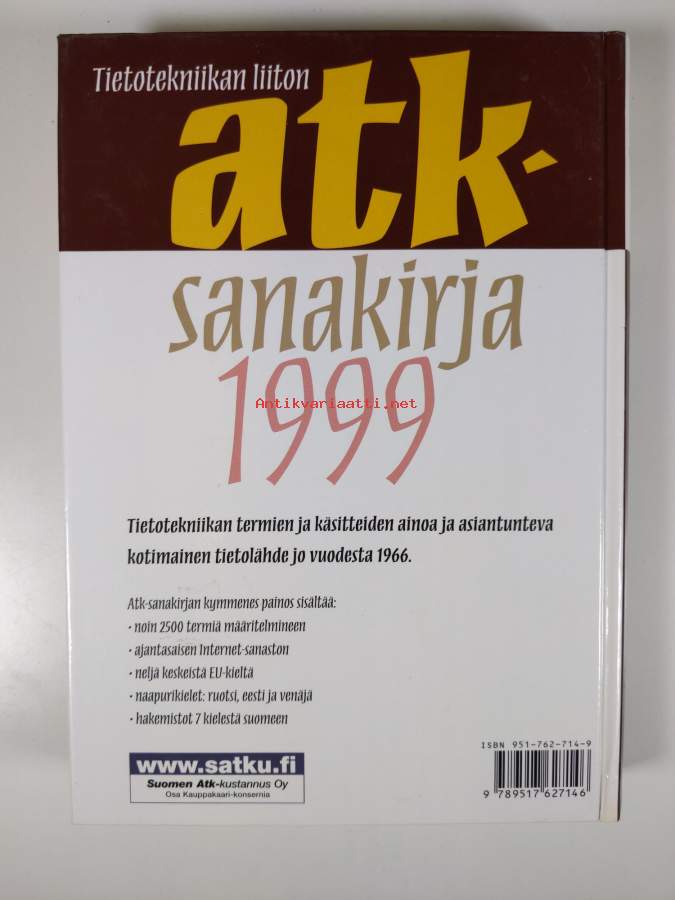 Tietotekniikan liiton
atk-
sanakirja
1999
Antikvariaatti.net
Tietotekniikan termien ja käsitteiden ainoa ja asiantunteva
kotimainen tietolähde jo vuodesta 1966.
Atk-sanakirjan kymmenes painos sisältää:
• noin 2500 termiä määritelmineen
• ajantasaisen Internet-sanaston
• neljä keskeistä EU-kieltä
• naapurikielet: ruotsi, eesti ja venäjä
• hakemistot 7 kielestä suomeen
www.satku.fi
Suomen Atk-kustannus Oy
Osa Kauppakaari-konsernia
ISBN 951-762-714-9
9 789517 627146